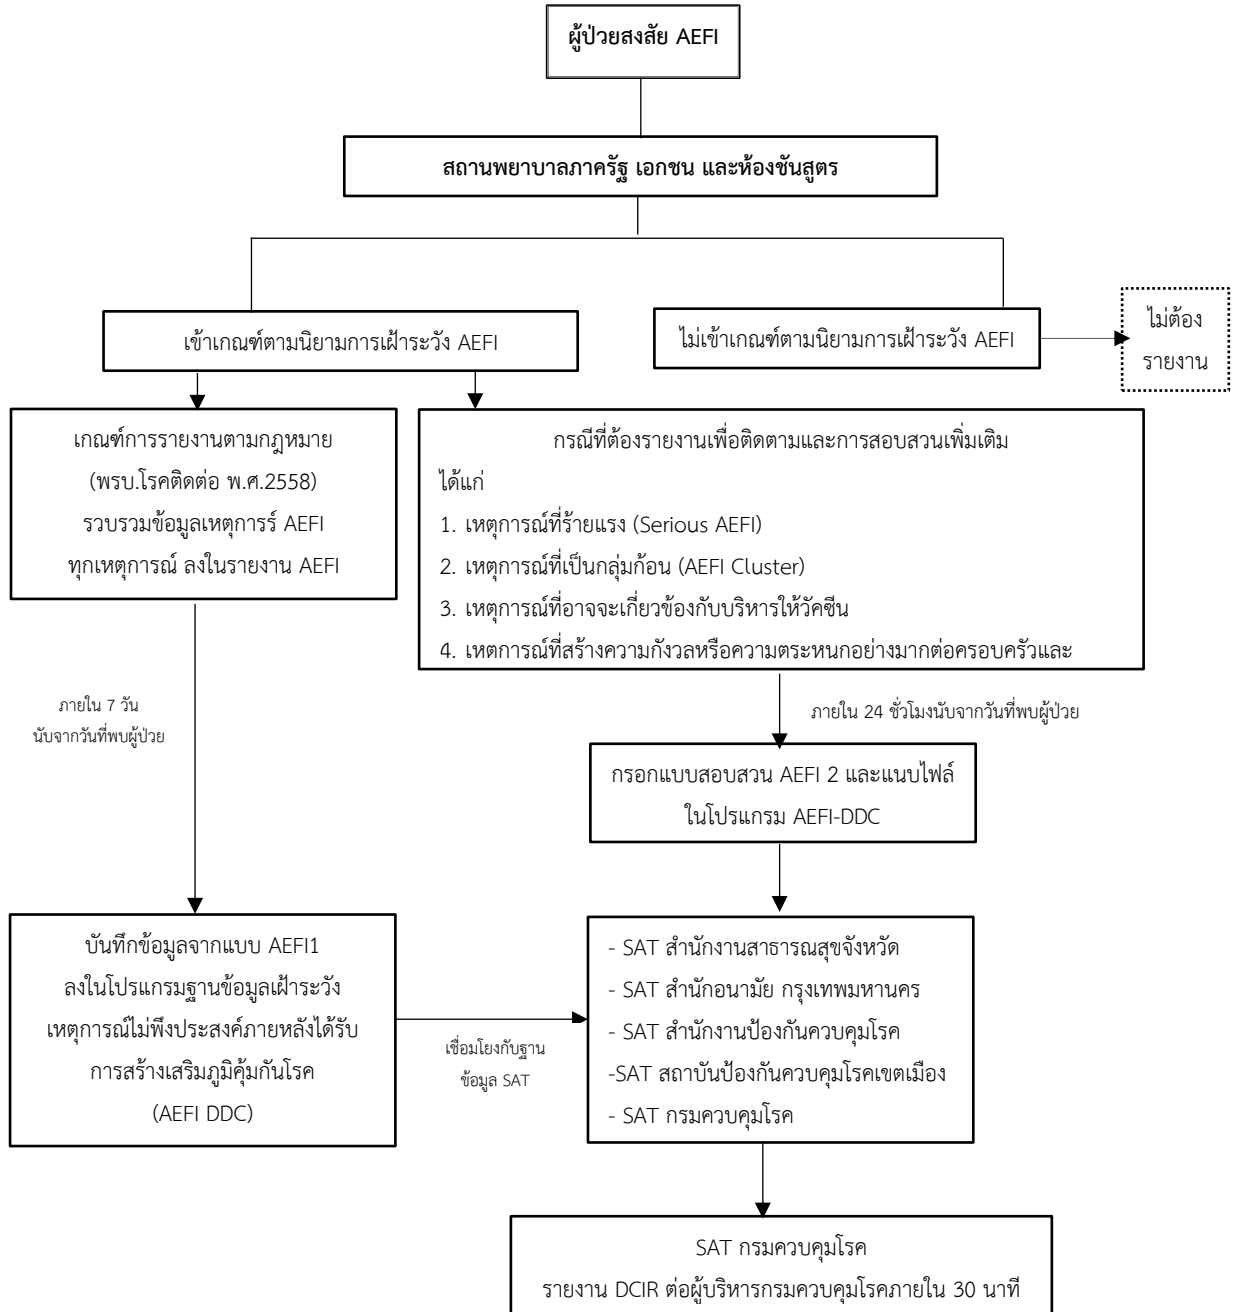 ผู้ป่วยสงสัย AEFI
สถานพยาบาลภาครัฐ เอกชน และห้องชันสูตร
เข้าเกณฑ์ตามนิยามการเฝ้าระวัง AEFI
ไม่เข้าเกณฑ์ตามนิยามการเฝ้าระวัง AEFI
ไม่ต้อง
รายงาน
เกณฑ์การรายงานตามกฎหมาย
(พรบ.โรคติดต่อ พ.ศ.2558)
รวบรวมข้อมูลเหตุการร์ AEFI
ทุกเหตุการณ์ ลงในรายงาน AEFI
กรณีที่ต้องรายงานเพื่อติดตามและการสอบสวนเพิ่มเติม
ได้แก่
1. เหตุการณ์ที่ร้ายแรง (Serious AEFI)
2. เหตุการณ์ที่เป็นกลุ่มก้อน (AEFI Cluster)
3. เหตุการณ์ที่อาจจะเกี่ยวข้องกับบริหารให้วัคซีน
4. เหตการณ์ที่สร้างความกังวลหรือความตระหนกอย่างมากต่อครอบครัวและ
ภายใน 7 วัน
นับจากวันที่พบผู้ป่วย
ภายใน 24 ชั่วโมงนับจากวันที่พบผู้ป่วย
กรอกแบบสอบสวน AEFI 2 และแนบไฟล์
ในโปรแกรม AEFI-DDC
บันทึกข้อมูลจากแบบ AEFI1
ลงในโปรแกรมฐานข้อมูลเฝ้าระวัง
เหตุการณ์ไม่พึงประสงค์ภายหลังได้รับ
การสร้างเสริมภูมิคุ้มกันโรค
(AEFI DDC)
เชื่อมโยงกับฐาน
ข้อมูล SAT
- SAT สำนักงานสาธารณสุขจังหวัด
- SAT สำนักอนามัย กรุงเทพมหานคร
- SAT สำนักงานป้องกันควบคุมโรค
-SAT สถาบันป้องกันควบคุมโรคเขตเมือง
- SAT กรมควบคุมโรค
SAT กรมควบคุมโรค
รายงาน DCIR ต่อผู้บริหารกรมควบคุมโรคภายใน 30 นาที